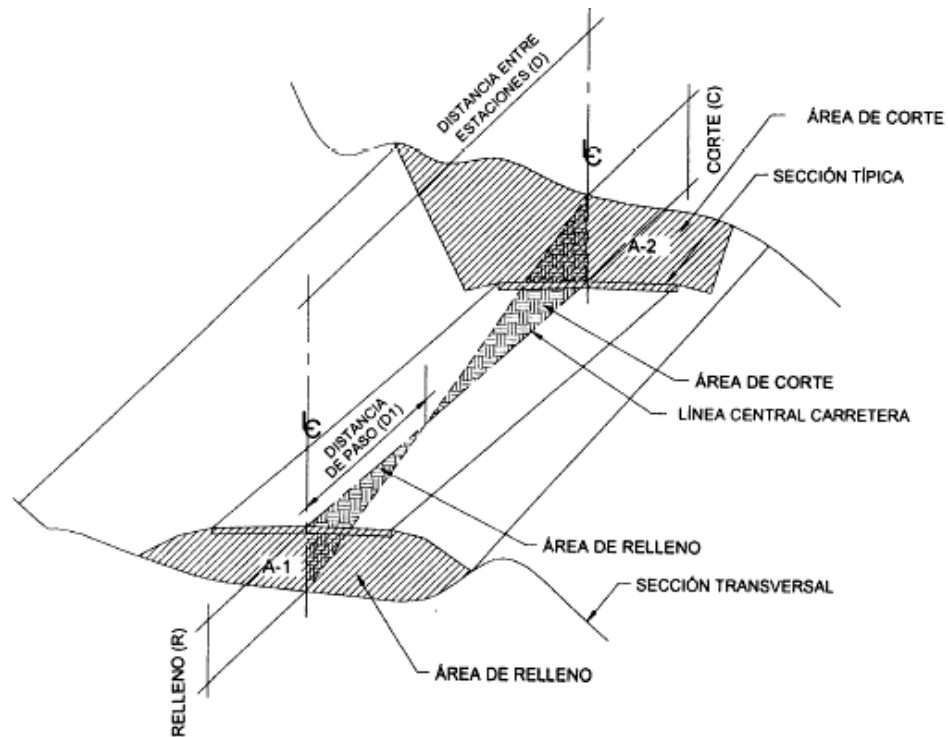 DISTANCIA ENTRE
ESTACIONES (D)
℄
CORTE (C)
ÁREA DE CORTE
SECCIÓN TÍPICA
A-2
ÁREA DE CORTE
LÍNEA CENTRAL CARRETERA
℄
DISTANCIA
DE PASO (D1)
ÁREA DE RELLENO
A-1
SECCIÓN TRANSVERSAL
RELLENO (R)
ÁREA DE RELLENO